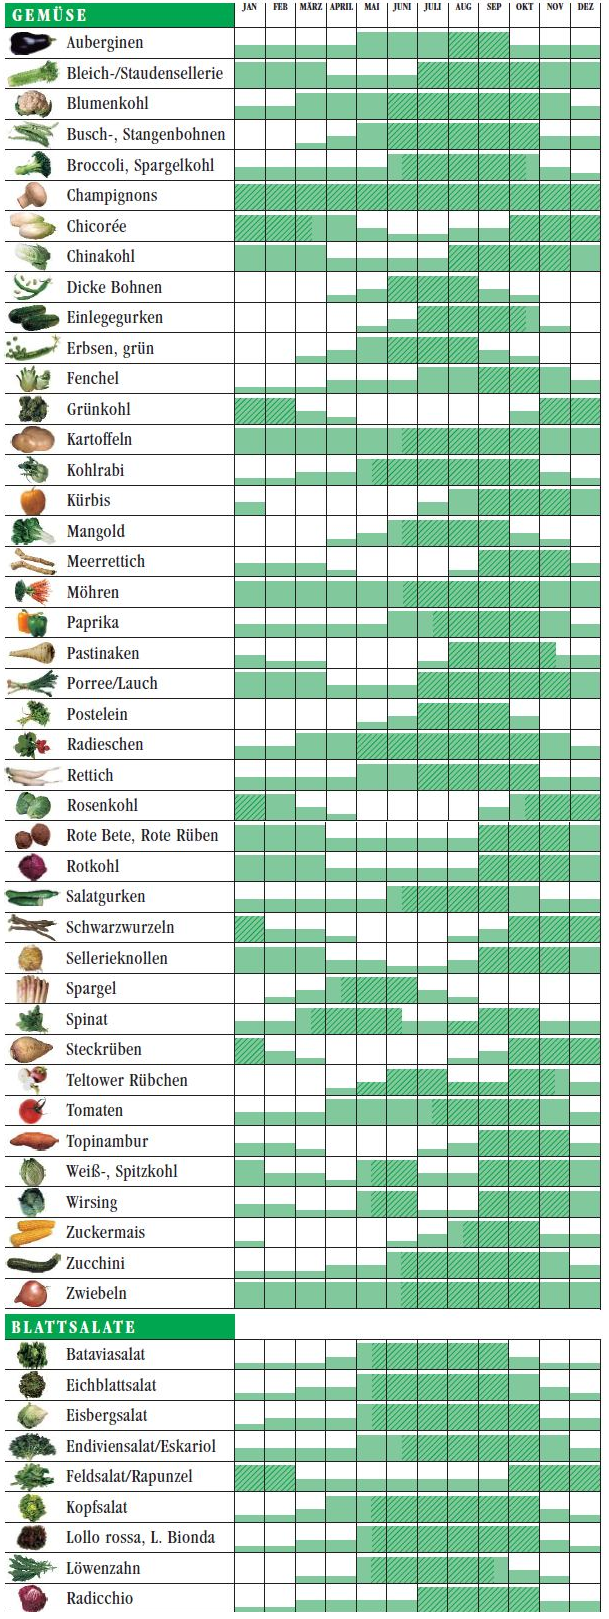 GEMÜSE JAN FEB MÄRZ APRIL MAI JUNI JULI AUG SEP OKT NOV DEZ
Auberginen
Bleich-/Staudensellerie
Blumenkohl
Busch-, Stangenbohnen
Broccoli, Spargelkohl
Champignons
Chicorée
Chinakohl
Dicke Bohnen
Einlegegurken
Erbsen, grün
Fenchel
Grünkohl
Kartoffeln
Kohlrabi
Kürbis
Mangold
Meerrettich
Möhren
Paprika
Pastinaken
Porree/Lauch
Postelein
Radieschen
Rettich
Rosenkohl
Rote Bete, Rote Rüben
Rotkohl
Salatgurken
Schwarzwurzeln
Sellerieknollen
Spargel
Spinat
Steckrüben
Teltower Rübchen
Tomaten
Topinambur
Weiß-, Spitzkohl
Wirsing
Zuckermais
Zucchini
Zwiebeln
BLATTSALATE
Bataviasalat
Eichblattsalat
Eisbergsalat
Endiviensalat/Eskariol
Feldsalat/Rapunzel
Kopfsalat
Lollo rossa, L. Bionda
Löwenzahn
Radicchio